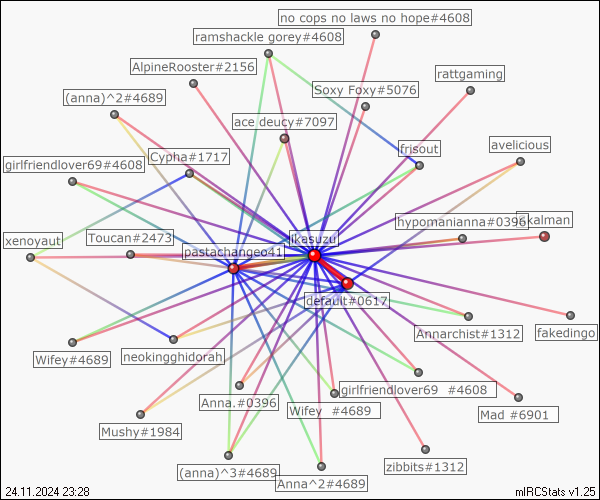 no cops no laws no hope#4608
ramshackle gorey#4608
AlpineRooster#2156
rattgaming
Soxy Foxy#5076
(anna)^2#4689
ace deucy#7097
frisout
avelicious
Cypha#1717
girlfriendlover69#4608
hypomanianna#0396
kalman
Toucan#2473
ikasuzu
xenoyaut
pastachangeo41
default#0617
Annarchist#1312
fakedingo
Wifey#4689
neokingghidorah
girlfriendlover69 #4608
Anna.#0396
Wifey #4689
Mad #6901
Mushy#1984
zibbits#1312
(anna)^3#4689
Anna^2#4689
24.11.2024 23:28
mIRCStats v1.25